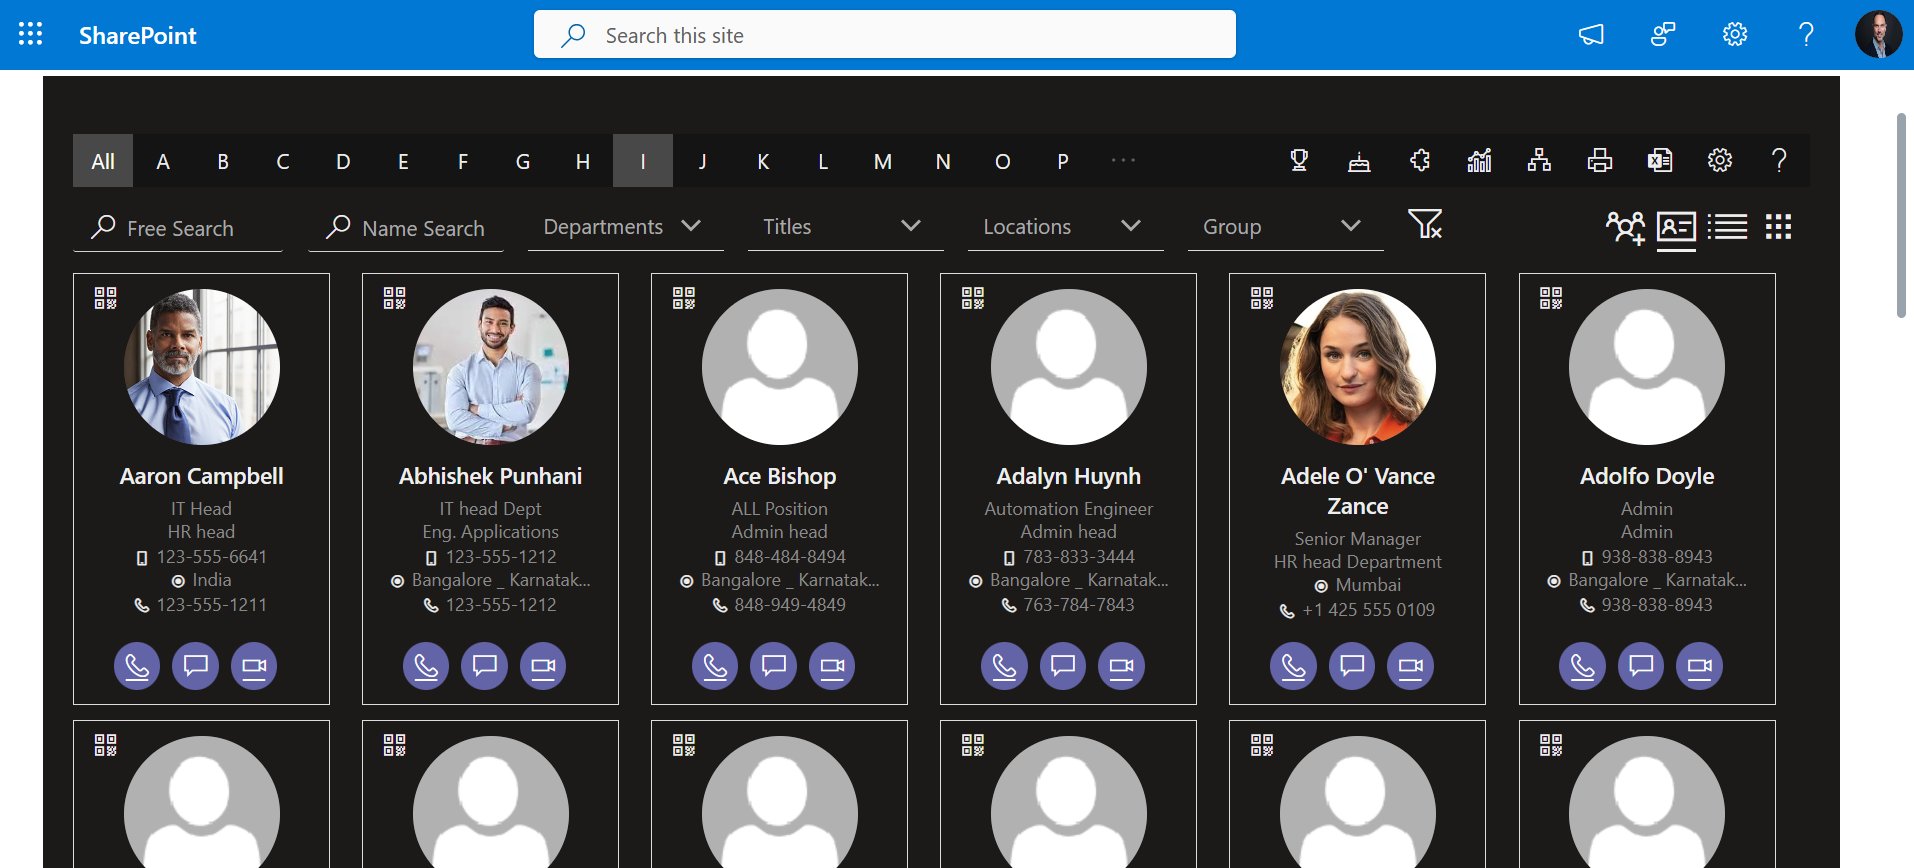 SharePoint
Search this site
All A B C D E F G H I J K L M N O P ...
Free Search Name Search Departments Titles Locations Group
Aaron Campbell
IT Head
HR head
123-555-6641
India
123-555-1211
Abhishek Punhani
IT head Dept
Eng. Applications
123-555-1212
Bangalore _ Karnatak...
123-555-1212
Ace Bishop
ALL Position
Admin head
848-484-8494
Bangalore _ Karnatak...
848-949-4849
Adalyn Huynh
Automation Engineer
Admin head
783-833-3444
Bangalore _ Karnatak...
763-784-7843
Adele O' Vance
Zance
Senior Manager
HR head Department
Mumbai
+1 425 555 0109
Adolfo Doyle
Admin
Admin
938-838-8943
Bangalore _ Karnatak...
938-838-8943